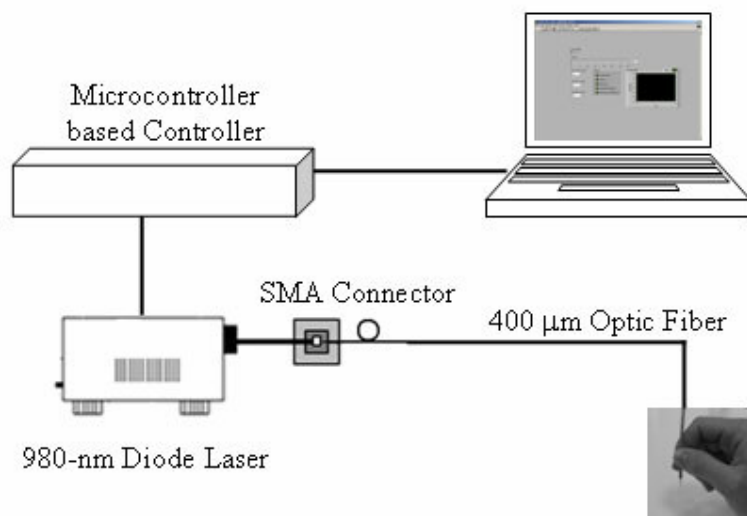 Microcontroller
based Controller
SMA Connector
400 μm Optic Fiber
980-nm Diode Laser